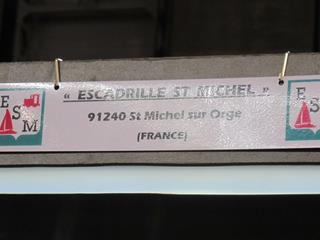 « ESCADRILLE ST MICHEL »
91240 St Michel sur Orge
(FRANCE)
E
S
M
E
S